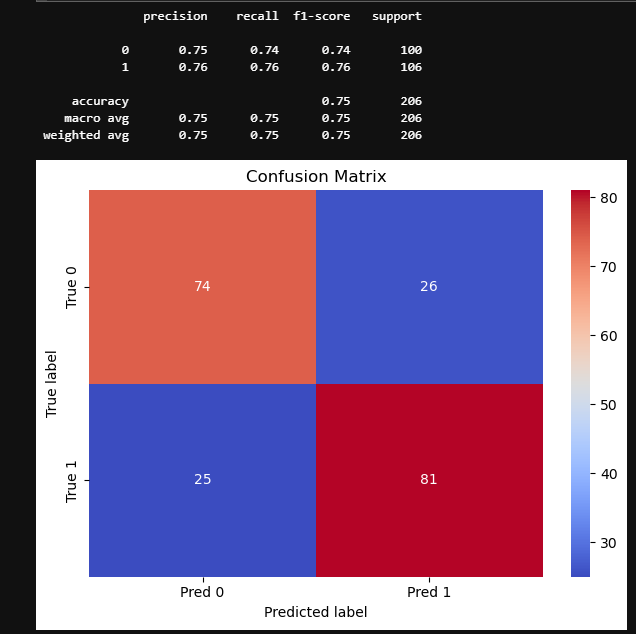 precision recall f1-score support
0 0.75 0.74 0.74 100
1 0.76 0.76 0.76 106
accuracy 0.75 206
macro avg 0.75 0.75 0.75 206
weighted avg 0.75 0.75 0.75 206
Confusion Matrix
True label
True 0
74 26
True 1
25 81
Pred 0 Pred 1
Predicted label
80
70
60
50
40
30